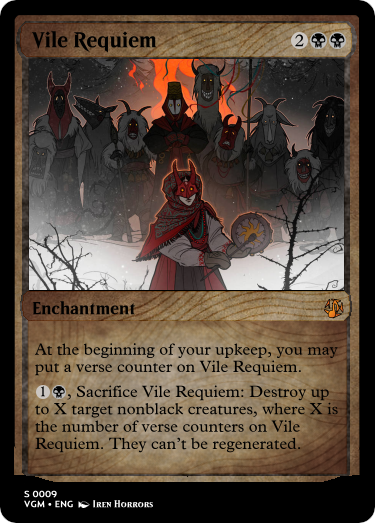 Vile Requiem 2
Enchantment
At the beginning of your upkeep, you may
put a verse counter on Vile Requiem.
1 , Sacrifice Vile Requiem: Destroy up
to X target nonblack creatures, where X is
the number of verse counters on Vile
Requiem. They can't be regenerated.
S 0009
VGM • ENG Iren Horrors